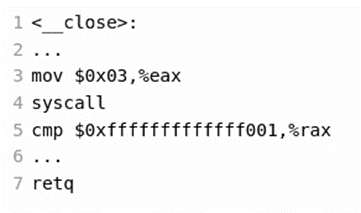 1 <__close>:
2 ...
3 mov $0x03,%eax
4 syscall
5 cmp $0xfffffffffffff001,%rax
6 ...
7 retq